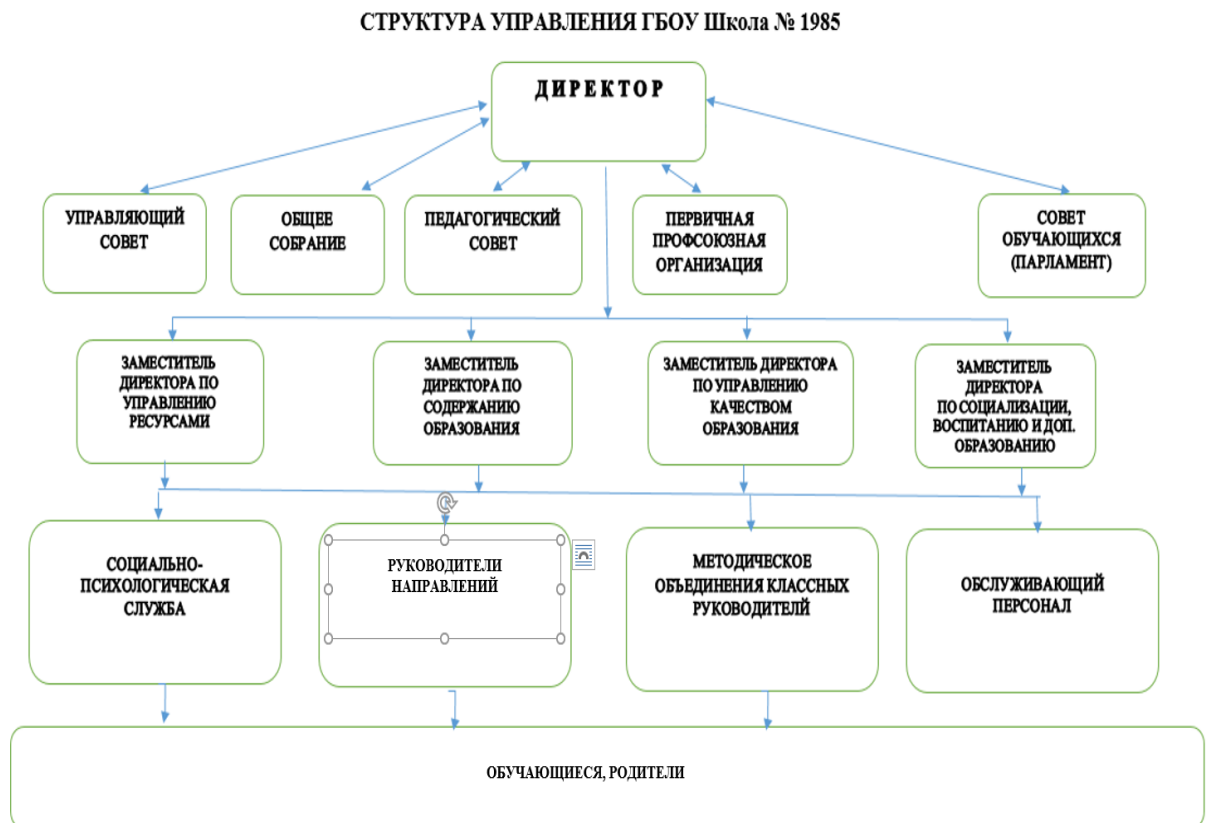 СТРУКТУРА УПРАВЛЕНИЯ ГБОУ Школа № 1985
ДИРЕКТОР
УПРАВЛЯЮЩИЙ
СОВЕТ
ОБЩЕЕ
СОБРАНИЕ
ПЕДАГОГИЧЕСКИЙ
СОВЕТ
ПЕРВИЧНАЯ
ПРОФСОЮЗНАЯ
ОРГАНИЗАЦИЯ
СОВЕТ
ОБУЧАЮЩИХСЯ
(ПАРЛАМЕНТ)
ЗАМЕСТИТЕЛЬ
ДИРЕКТОРА ПО
УПРАВЛЕНИЮ
РЕСУРСАМИ
ЗАМЕСТИТЕЛЬ
ДИРЕКТОРА ПО
СОДЕРЖАНИЮ
ОБРАЗОВАНИЯ
ЗАМЕСТИТЕЛЬ ДИРЕКТОРА
ПО УПРАВЛЕНИЮ
КАЧЕСТВОМ
ОБРАЗОВАНИЯ
ЗАМЕСТИТЕЛЬ
ДИРЕКТОРА
ПО СОЦИАЛИЗАЦИИ,
ВОСПИТАНИЮ И ДОП.
ОБРАЗОВАНИЮ
СОЦИАЛЬНО-
ПСИХОЛОГИЧЕСКАЯ
СЛУЖБА
РУКОВОДИТЕЛИ
НАПРАВЛЕНИЙ
МЕТОДИЧЕСКОЕ
ОБЪЕДИНЕНИЯ КЛАССНЫХ
РУКОВОДИТЕЛЙ
ОБСЛУЖИВАЮЩИЙ
ПЕРСОНАЛ
ОБУЧАЮЩИЕСЯ, РОДИТЕЛИ